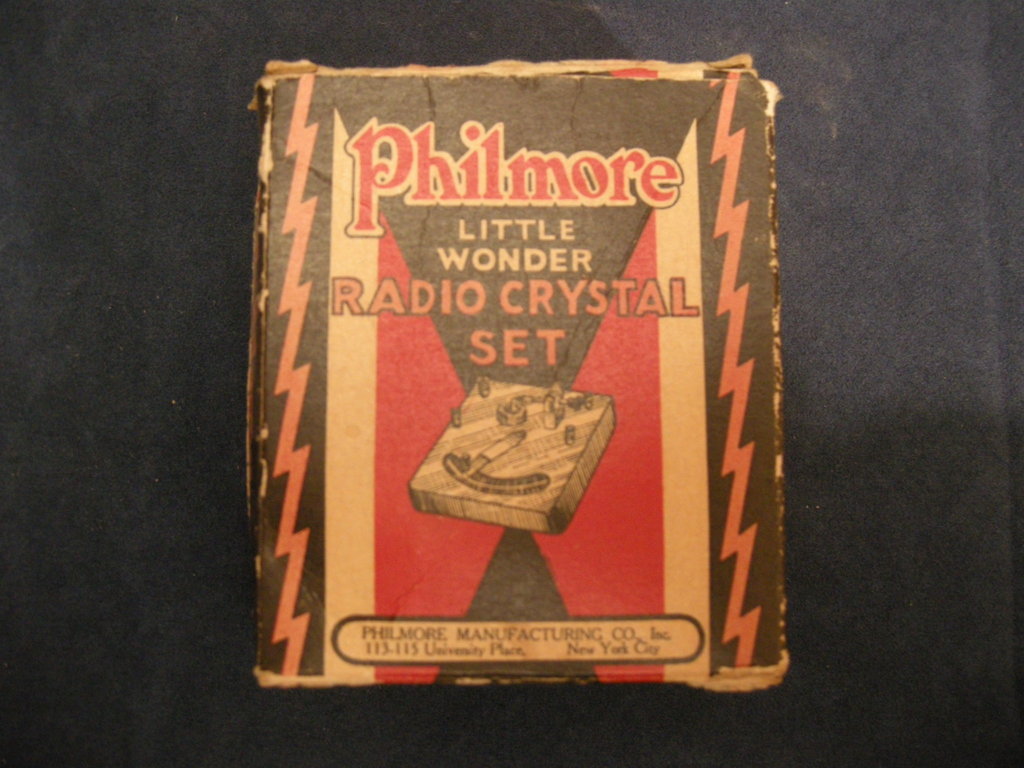 Philmore
LITTLE
WONDER
RADIO CRYSTAL
SET
PHILMORE MANUFACTURING CO., Inc.
113-115 University Place, New York City